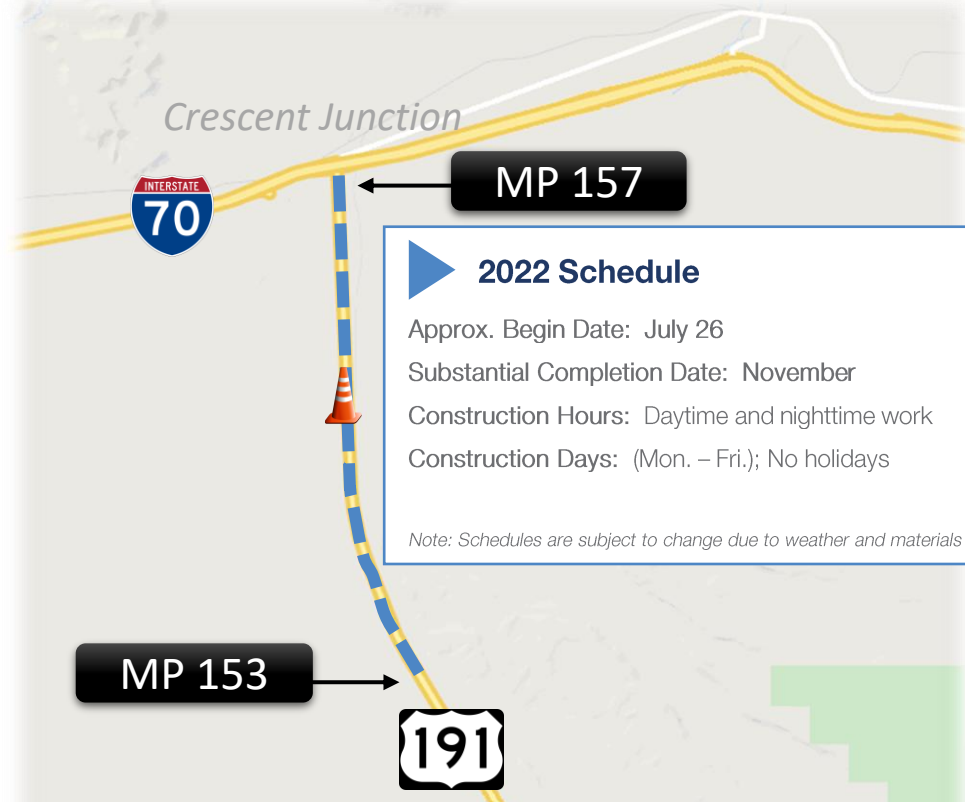 Crescent Junction
MP 157
INTERSTATE
70
2022 Schedule
Approx. Begin Date: July 26
Substantial Completion Date: November
Construction Hours: Daytime and nighttime work
Construction Days: (Mon. – Fri.); No holidays
Note: Schedules are subject to change due to weather and materials
MP 153
191